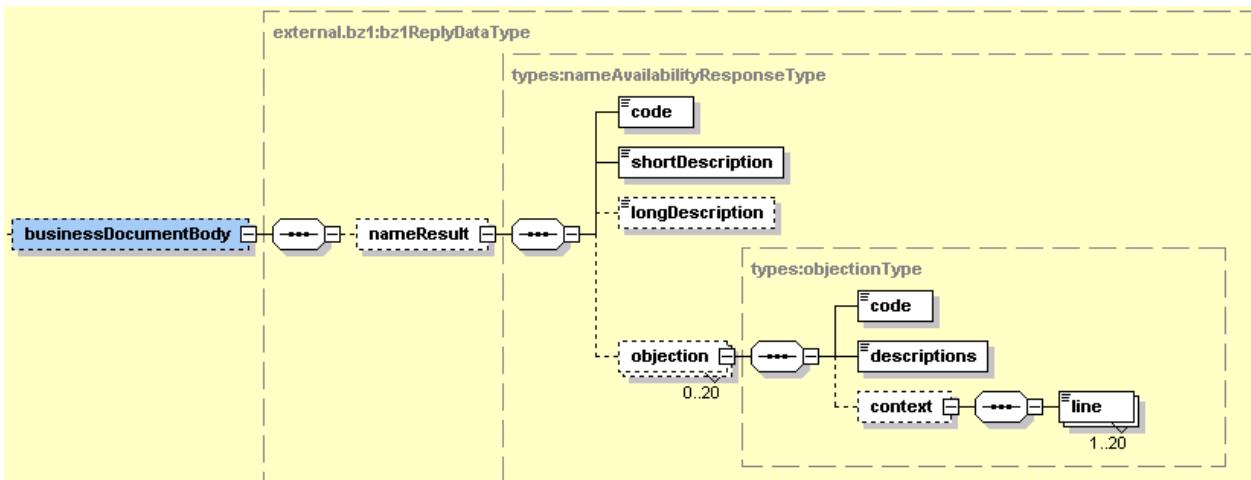 external.bz1:bz1ReplyDataType
types:nameAvailabilityResponseType
code
shortDescription
longDescription
businessDocumentBody
nameResult
types:objectionType
code
objection
descriptions
0..20
context
line
1..20